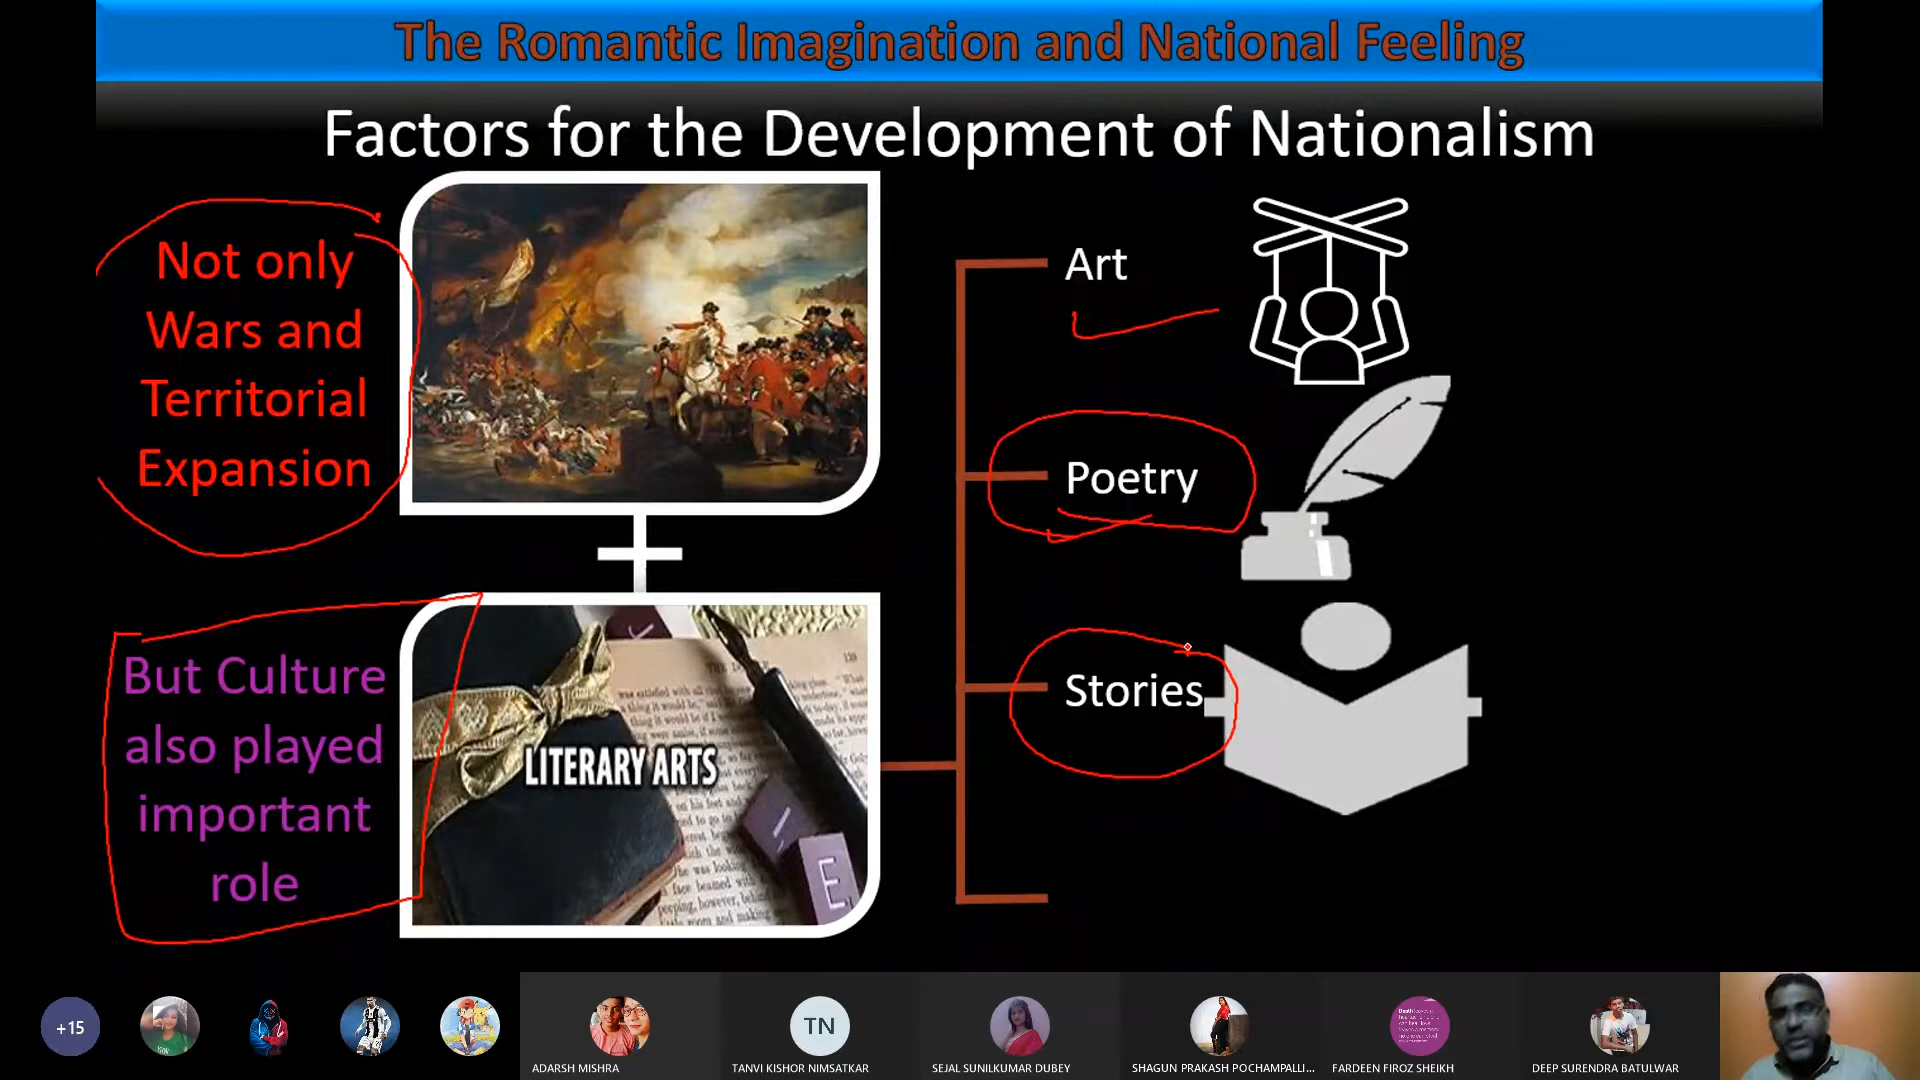 The Romantic Imagination and National Feeling
Factors for the Development of Nationalism
Not only
Wars and
Territorial
Expansion
Art
Poetry
Stories
But Culture
also played
important
role
LITERARY ARTS
E
+15
TN
ADARSH MISHRA
TANVI KISHOR NIMSATKAR
SEJAL SUNILKUMAR DUBEY
SHAGUN PRAKASH POCHAMPALLI...
FARDEEN FIROZ SHEIKH
DEEP SURENDRA BATULWAR